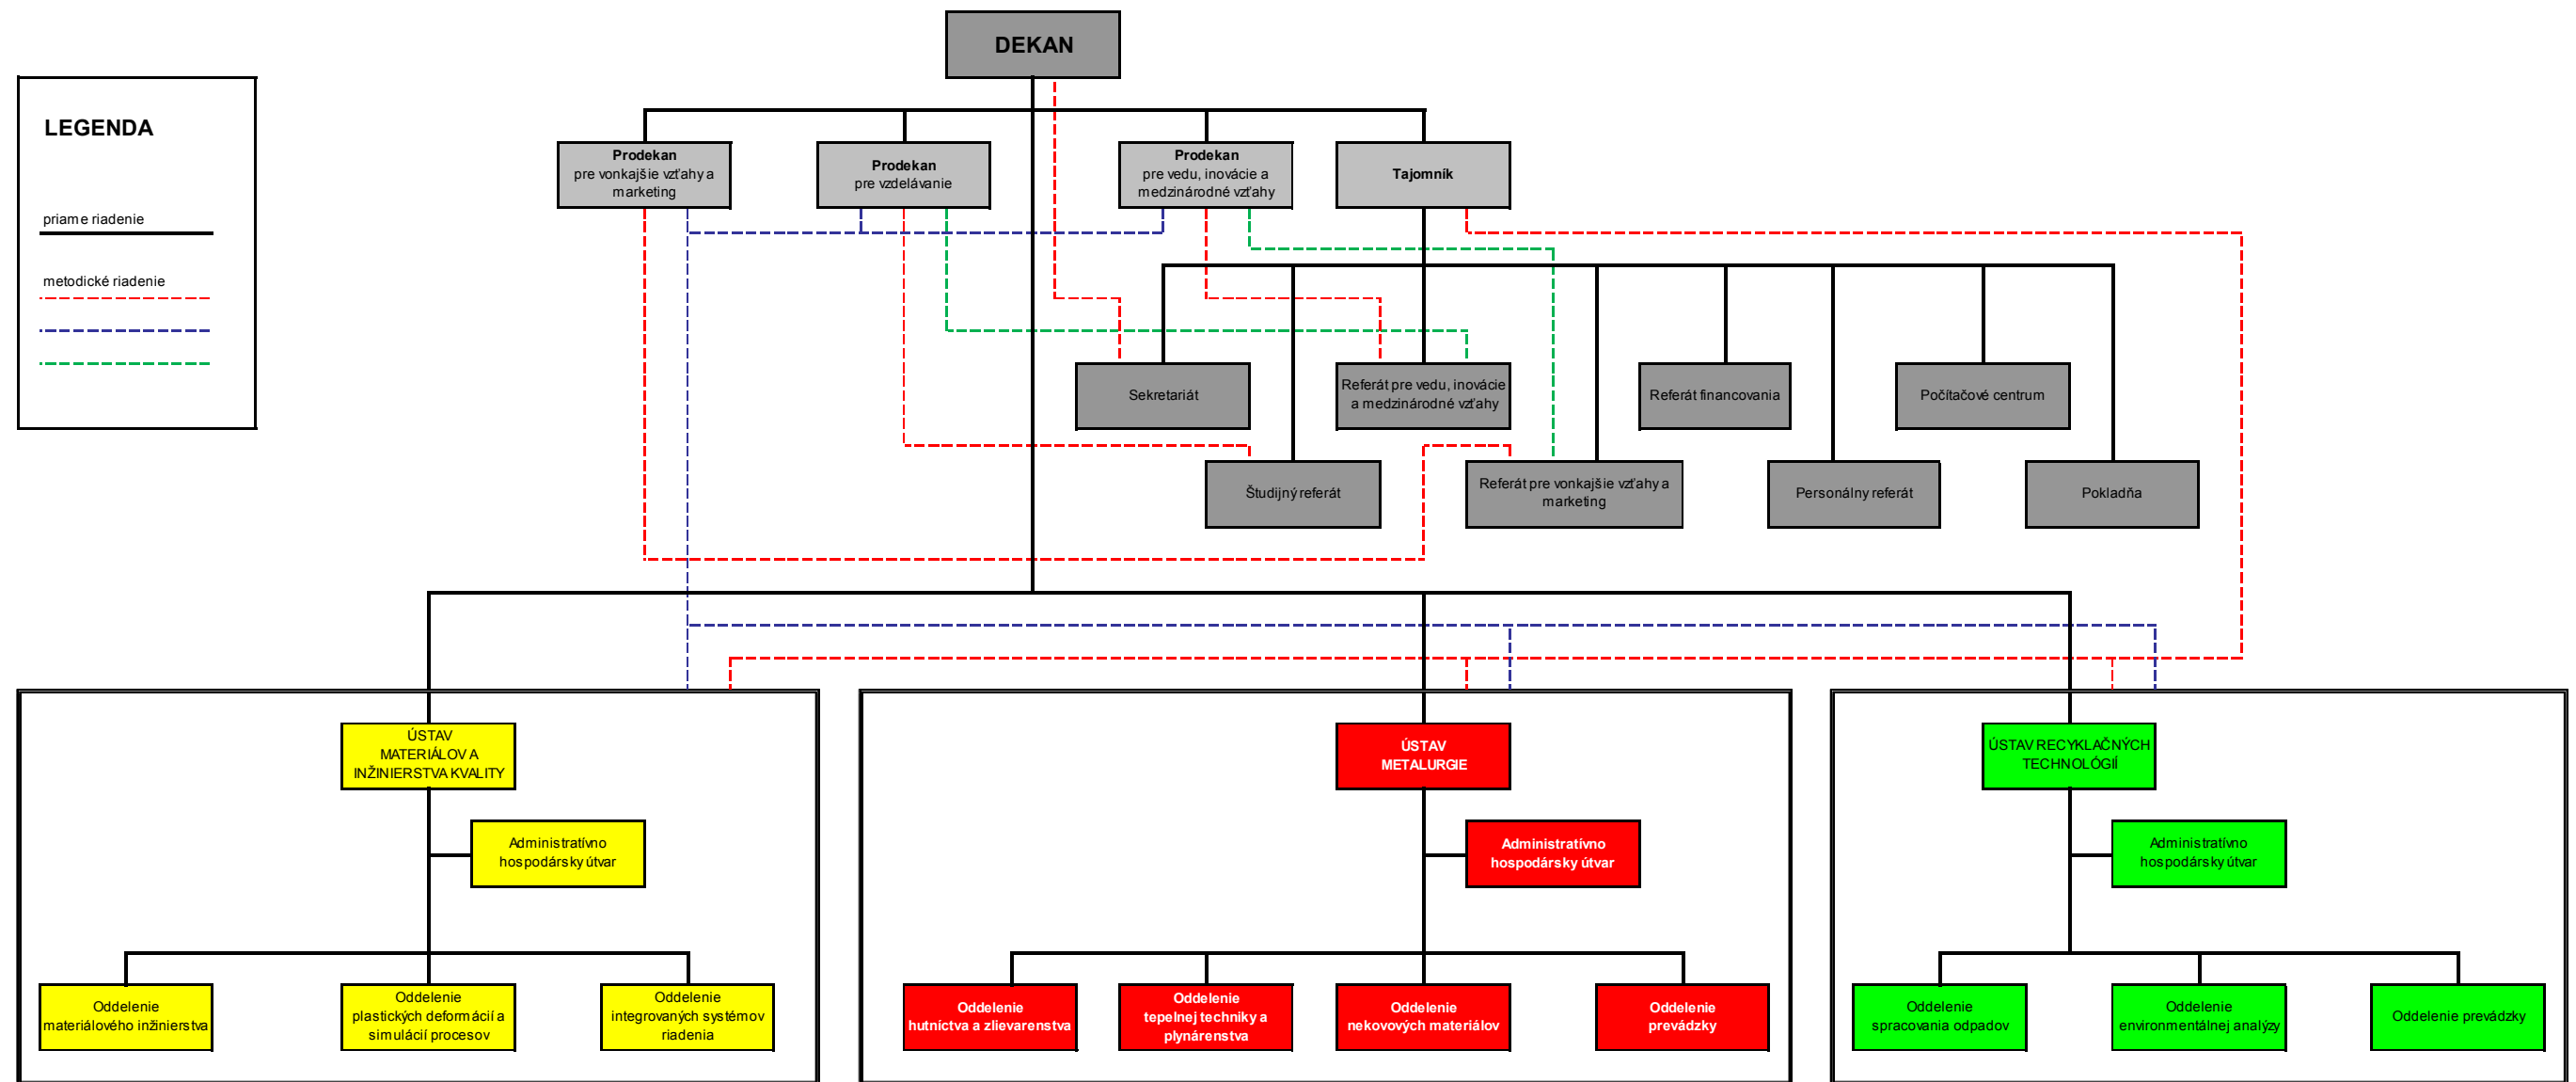 DEKAN
LEGENDA
priame riadenie
metodické riadenie
Prodekan
pre vonkajšie vzťahy a
marketing
Prodekan
pre vzdelávanie
Prodekan
pre vedu, inovácie a
medzinárodné vzťahy
Tajomník
Sekretariát
Referát pre vedu, inovácie
a medzinárodné vzťahy
Referát financovania
Počítačové centrum
Študijný referát
Referát pre vonkajšie vzťahy a
marketing
Personálny referát
Pokladňa
ÚSTAV
MATERIÁLOV A
INŽINIERSTVA KVALITY
Administratívno
hospodársky útvar
Oddelenie
materiálového inžinierstva
Oddelenie
plastických deformácií a
simulácií procesov
Oddelenie
integrovaných systémov
riadenia
ÚSTAV
METALURGIE
Administratívno
hospodársky útvar
Oddelenie
hutníctva a zlievarenstva
Oddelenie
tepelnej techniky a
plynárenstva
Oddelenie
nekovových materiálov
Oddelenie
prevádzky
ÚSTAV RECYKLAČNÝCH
TECHNOLÓGIÍ
Administratívno
hospodársky útvar
Oddelenie
spracovania odpadov
Oddelenie
environmentálnej analýzy
Oddelenie prevádzky